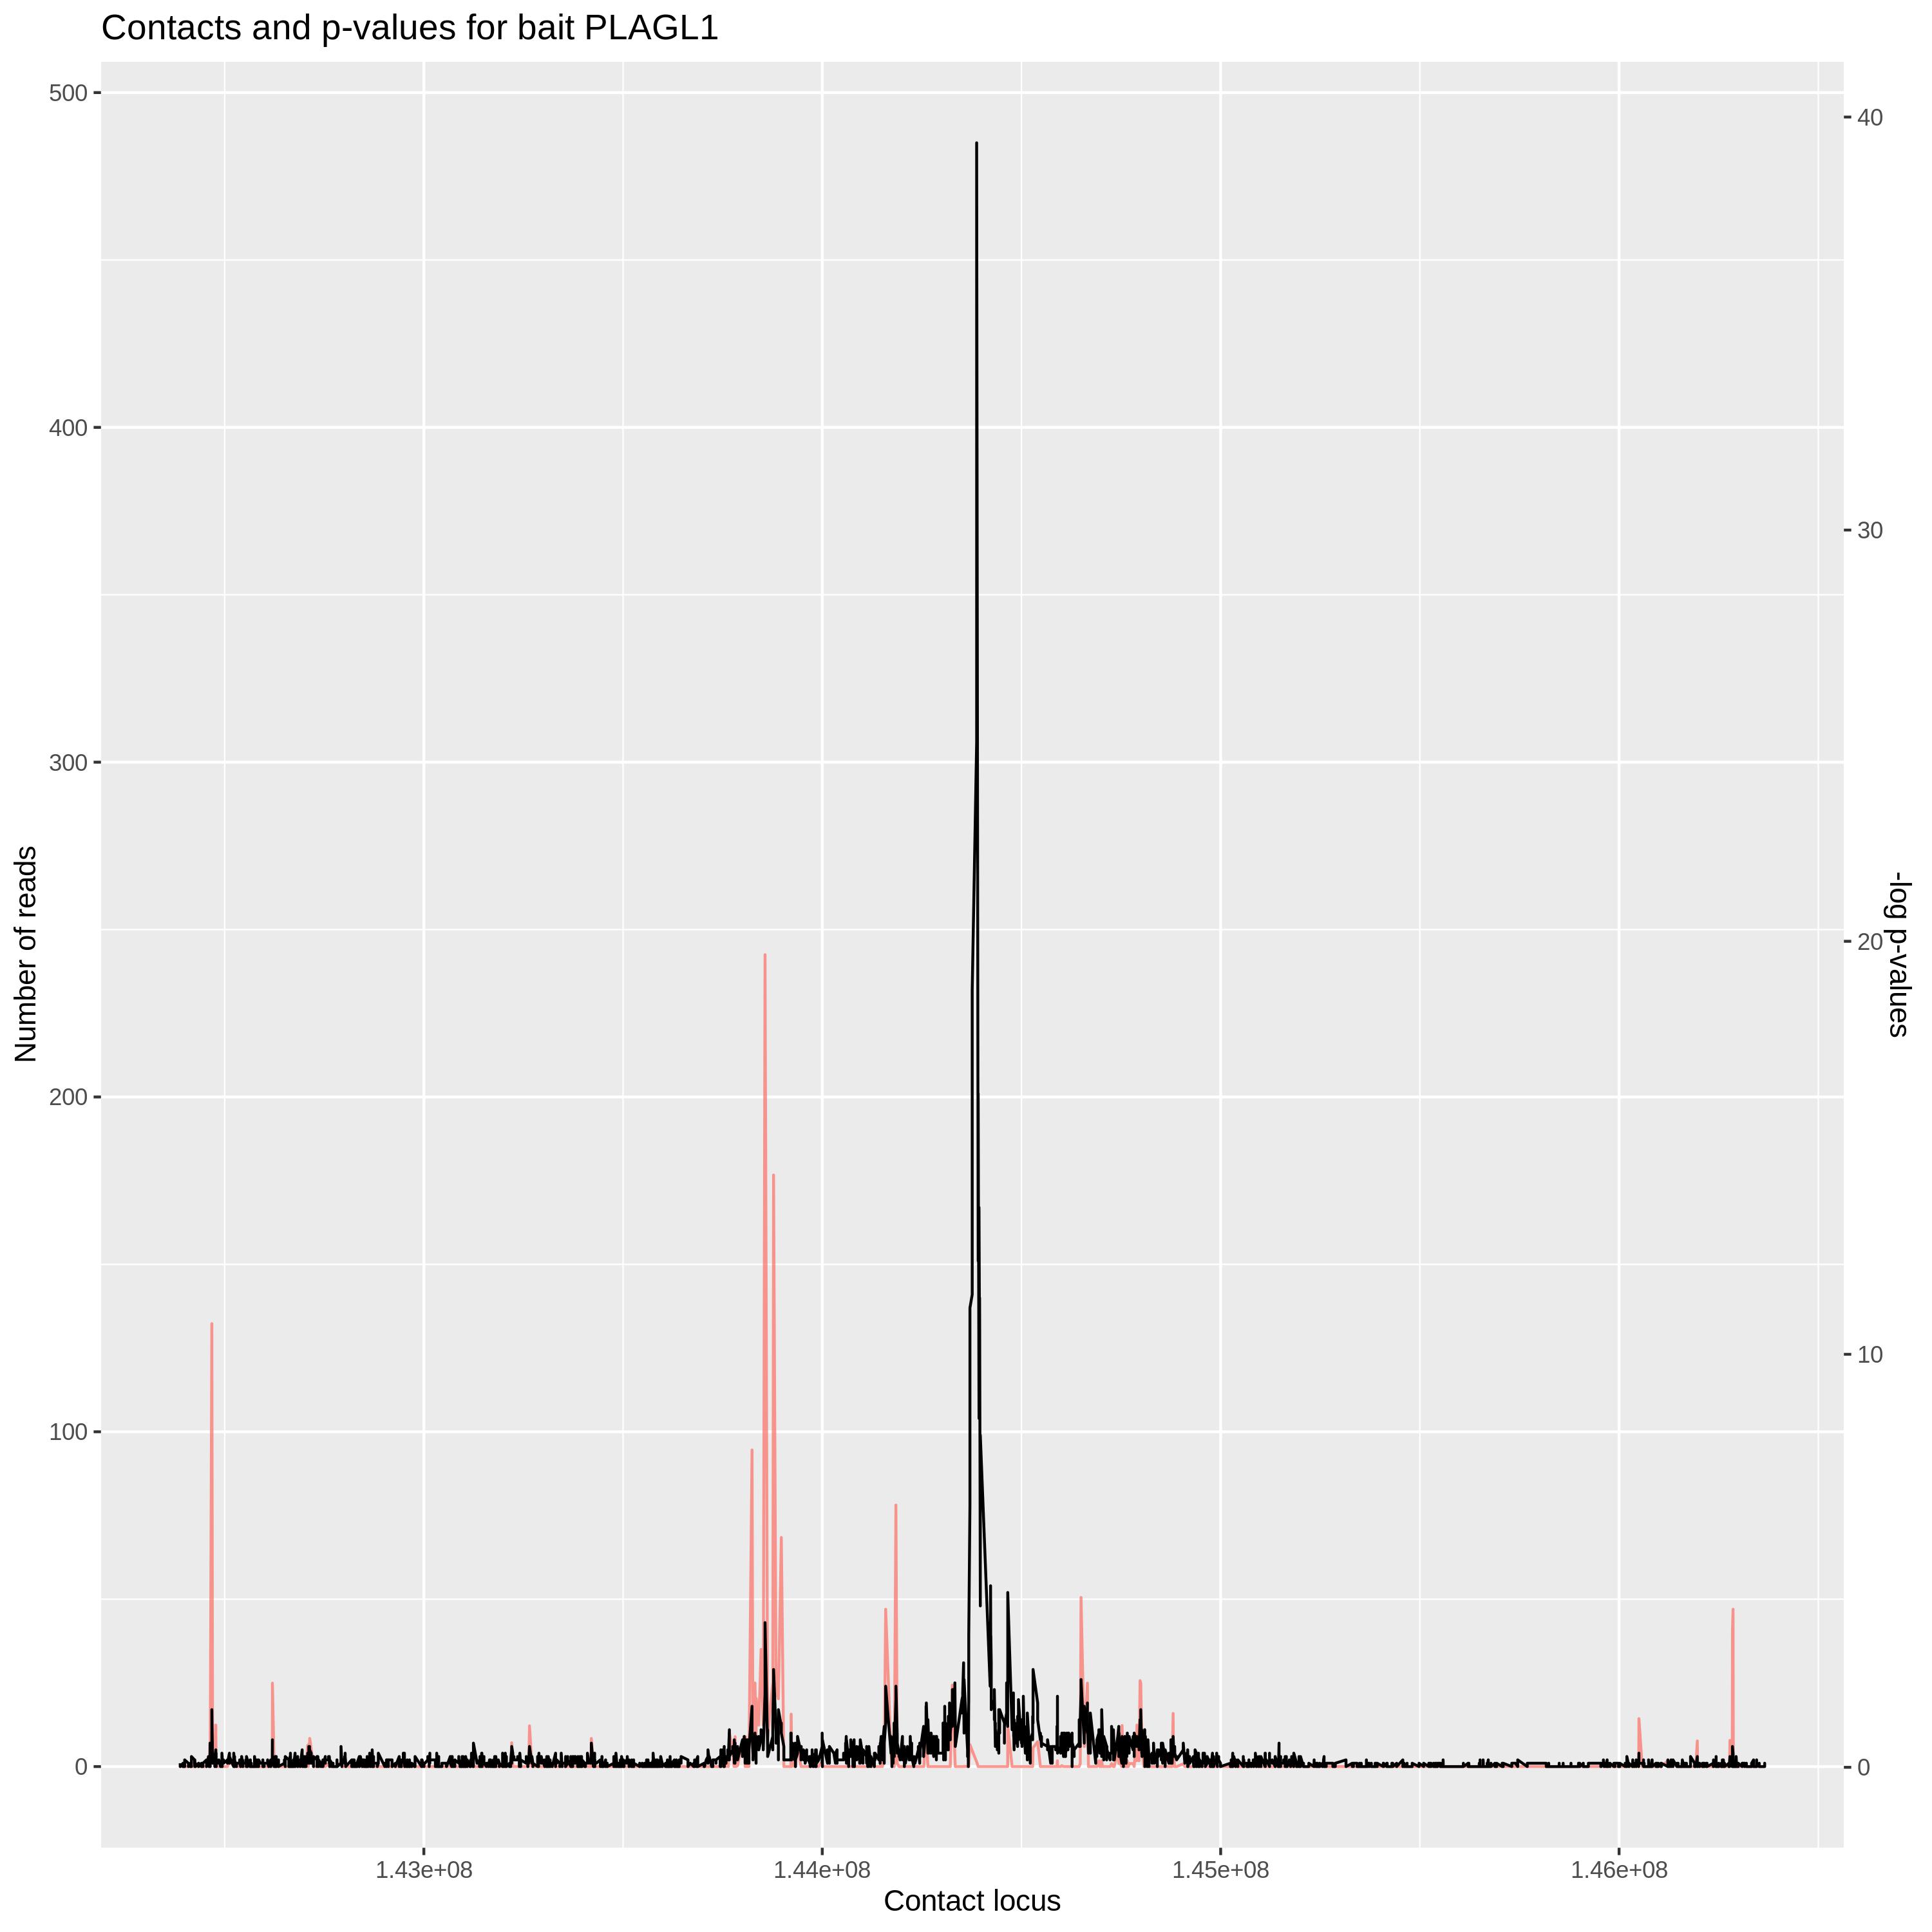 Contacts and p-values for bait PLAGL1
500
400
300
200
100
0
Number of reads
40
30
20
10
0
-log p-values
1.43e+08 1.44e+08 1.45e+08 1.46e+08
Contact locus